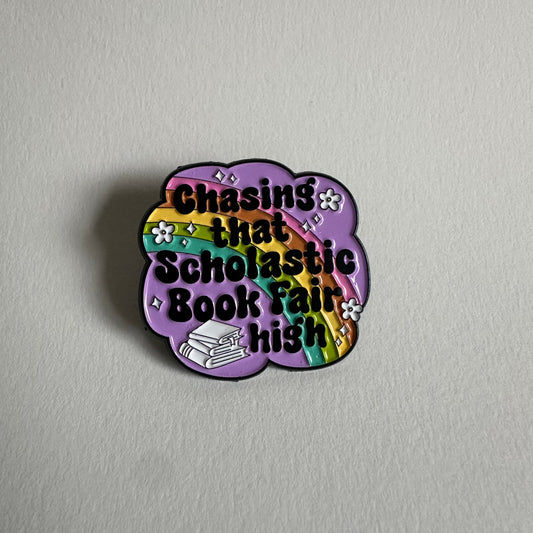 Chasing
that
Scholastic
Book Fair
high